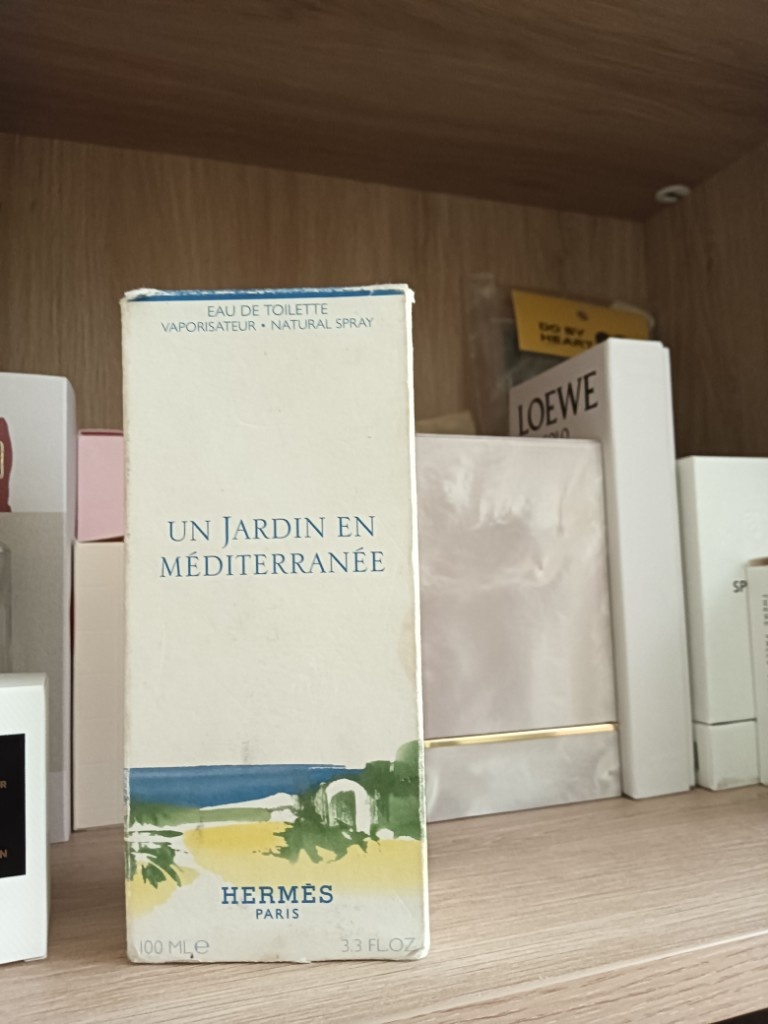 EAU DE TOILETTE
VAPORISATEUR • NATURAL SPRAY
UN JARDIN EN
MÉDITERRANÉE
HERMÈS
PARIS
100 ML e
3.3 FL.OZ
DO BY
HEART
LOEWE
SP